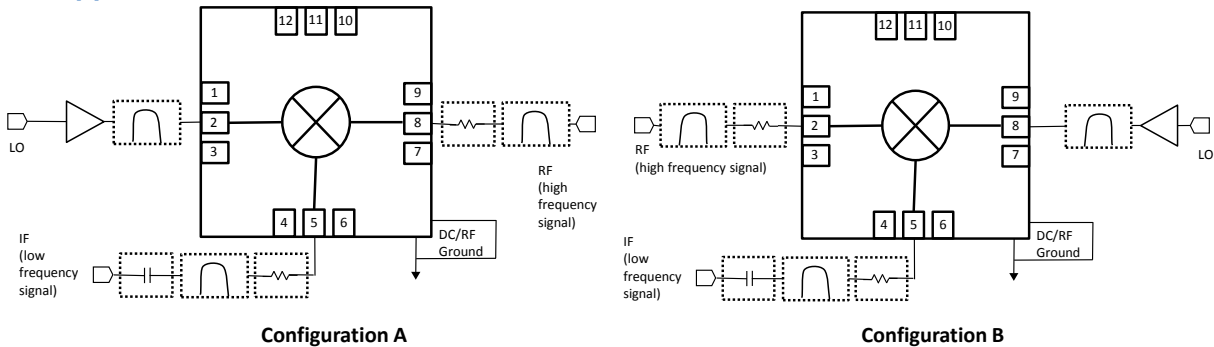 12 11 10
1
9
2
8
3
7
LO
RF
(high
frequency
signal)
4 5 6
DC/RF
Ground
IF
(low
frequency
signal)
Configuration A
12 11 10
1
9
2
8
3
7
RF
(high frequency signal)
LO
4 5 6
DC/RF
Ground
IF
(low
frequency
signal)
Configuration B